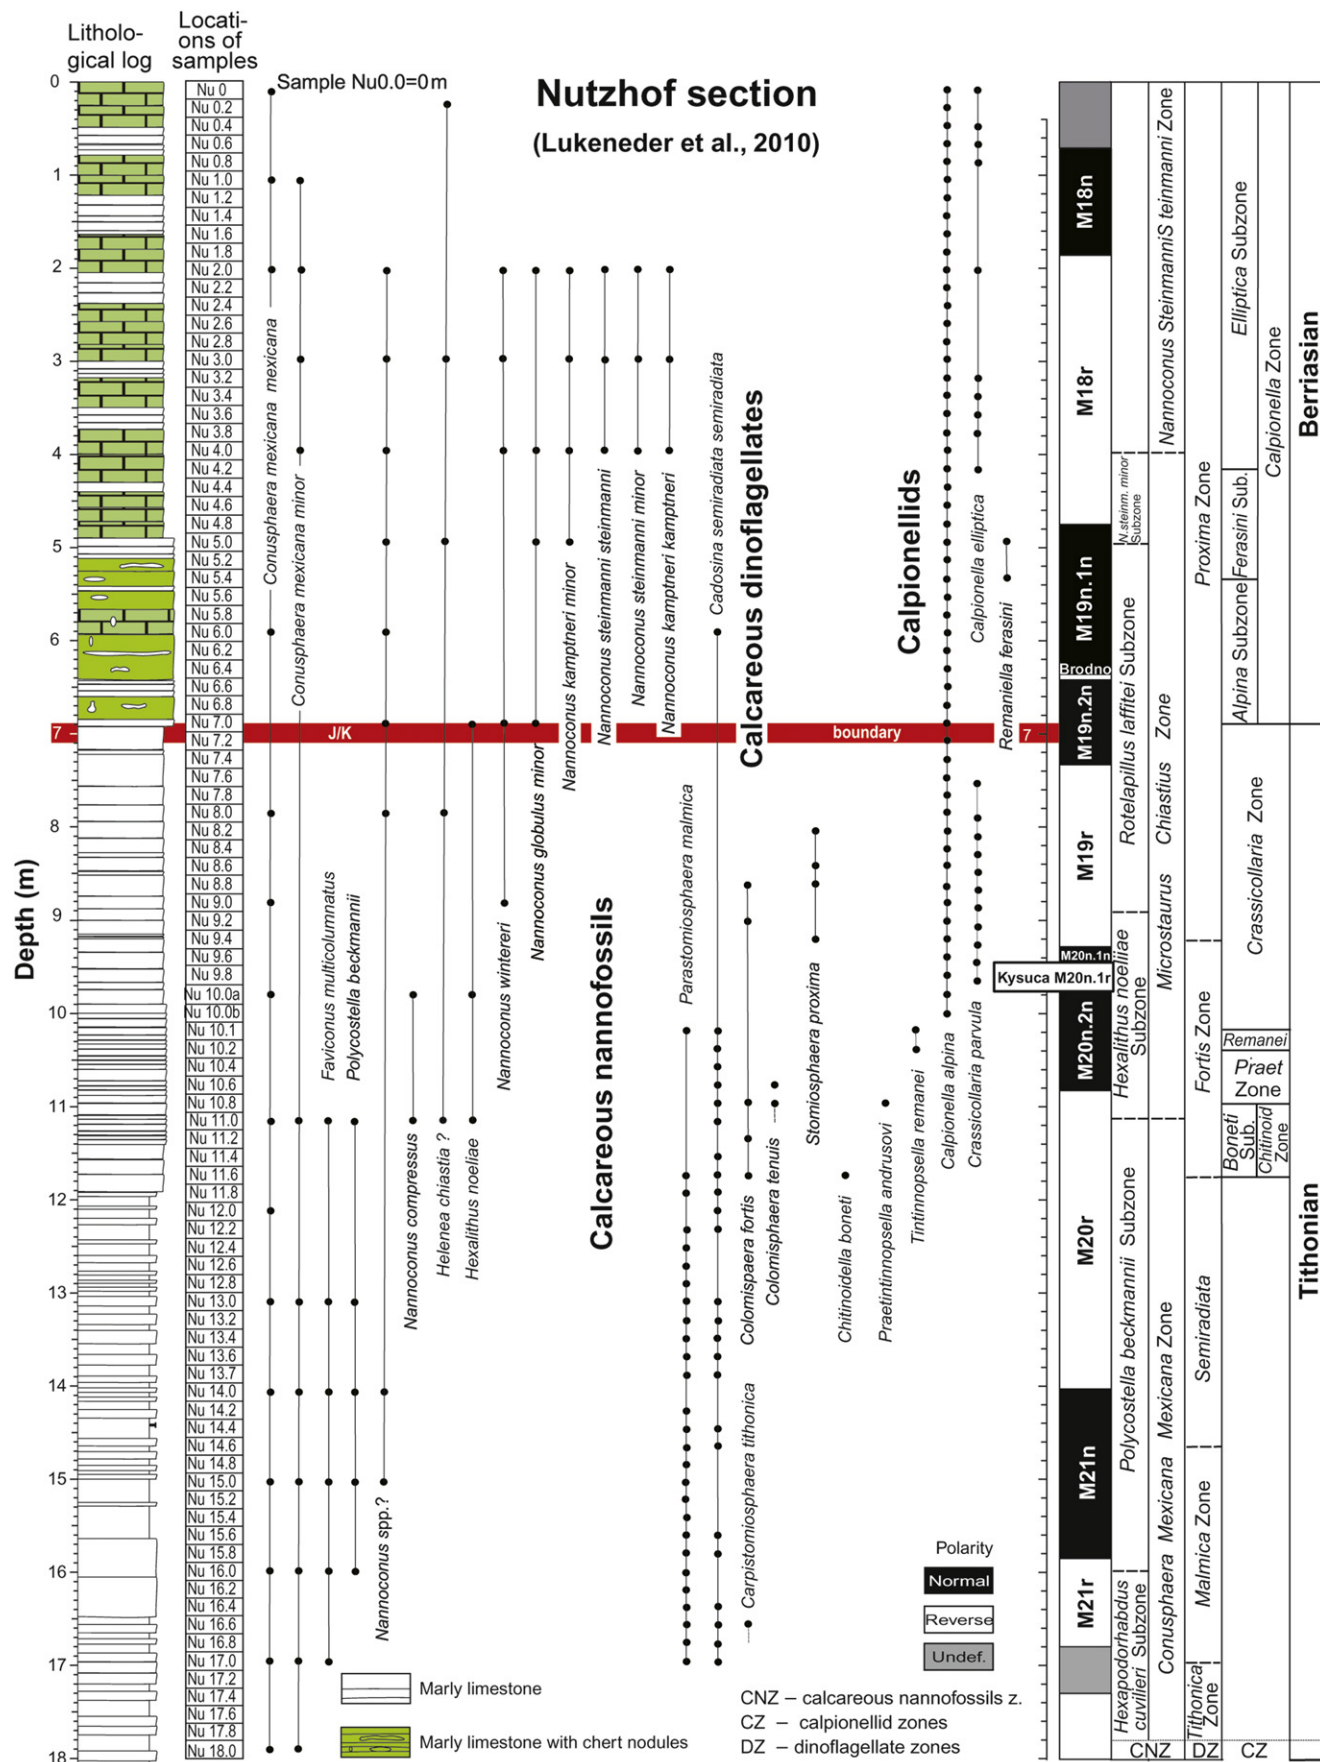 Litholo-
gical log
Locati-
ons of
samples
Sample Nu0.0=0m
Nutzhof section
(Lukeneder et al., 2010)
Depth (m)
0
1
2
3
4
5
6
7
8
9
10
11
12
13
14
15
16
17
18
Nu 0
Nu 0.2
Nu 0.4
Nu 0.6
Nu 0.8
Nu 1.0
Nu 1.2
Nu 1.4
Nu 1.6
Nu 1.8
Nu 2.0
Nu 2.2
Nu 2.4
Nu 2.6
Nu 2.8
Nu 3.0
Nu 3.2
Nu 3.4
Nu 3.6
Nu 3.8
Nu 4.0
Nu 4.2
Nu 4.4
Nu 4.6
Nu 4.8
Nu 5.0
Nu 5.2
Nu 5.4
Nu 5.6
Nu 5.8
Nu 6.0
Nu 6.2
Nu 6.4
Nu 6.6
Nu 6.8
Nu 7.0
Nu 7.2
Nu 7.4
Nu 7.6
Nu 7.8
Nu 8.0
Nu 8.2
Nu 8.4
Nu 8.6
Nu 8.8
Nu 9.0
Nu 9.2
Nu 9.4
Nu 9.6
Nu 9.8
Nu 10.0a
Nu 10.0b
Nu 10.1
Nu 10.2
Nu 10.4
Nu 10.6
Nu 10.8
Nu 11.0
Nu 11.2
Nu 11.4
Nu 11.6
Nu 11.8
Nu 12.0
Nu 12.2
Nu 12.4
Nu 12.6
Nu 12.8
Nu 13.0
Nu 13.2
Nu 13.4
Nu 13.6
Nu 13.7
Nu 14.0
Nu 14.2
Nu 14.4
Nu 14.6
Nu 14.8
Nu 15.0
Nu 15.2
Nu 15.4
Nu 15.6
Nu 15.8
Nu 16.0
Nu 16.2
Nu 16.4
Nu 16.6
Nu 16.8
Nu 17.0
Nu 17.2
Nu 17.4
Nu 17.6
Nu 17.8
Nu 18.0
J/K
boundary
7
Conusphaera mexicana mexicana
Conusphaera mexicana minor
Faviconus multicolumnatus
Polycostella beckmannii
Nannoconus spp.?
Nannoconus compressus
Helenea chiastia ?
Hexalithus noeliae
Nannoconus wintereri
Nannoconus globulus minor
Nannoconus kamptneri minor
Nannoconus steinmanni steinmanni
Nannoconus steinmanni minor
Nannoconus kamptneri kamptneri
Calcareous nannofossils
Parastomiosphaera malmica
Cadosina semiradiata semiradiata
Calcareous dinoflagellates
Colomispaera fortis
Carpistomiosphaera tithonica
Colomisphaera tenuis
Stomiosphaera proxima
Chitinoidella boneti
Praetintinnopsella andrusovi
Calpionellids
Tintinnopsella remanei
Calpionella alpina
Crassicollaria parvula
Calpionella elliptica
Remaniella ferasini
M18n
M18r
M19n.1n
Brodno
M19n.2n
M19r
M20n.1n
Kysuca M20n.1r
M20n.2n
M20r
M21n
M21r
N.steinm. minor
Subzone
Rotelapillus laffitei Subzone
Hexalithus noeliiae
Subzone
Polycostella beckmannii Subzone
Hexapodorhabdus
cuvilieri Subzone
Nannoconus SteinmanniS teinmanni Zone
Microstaurus Chiastius Zone
Conusphaera Mexicana Mexicana Zone
Proxima Zone
Fortis Zone
Semiradiata
Malmica Zone
Tithonica
Zone
Elliptica Subzone
Ferasini Sub.
Alpina Subzone
Calpionella Zone
Crassicollaria Zone
Remanei
Praet
Zone
Boneti
Sub.
Chitinoid
Zone
Berriasian
Tithonian
CNZ
DZ
CZ
Polarity
Normal
Reverse
Undef.
Marly limestone
Marly limestone with chert nodules
CNZ – calcareous nannofossils z.
CZ – calpionellid zones
DZ – dinoflagellate zones